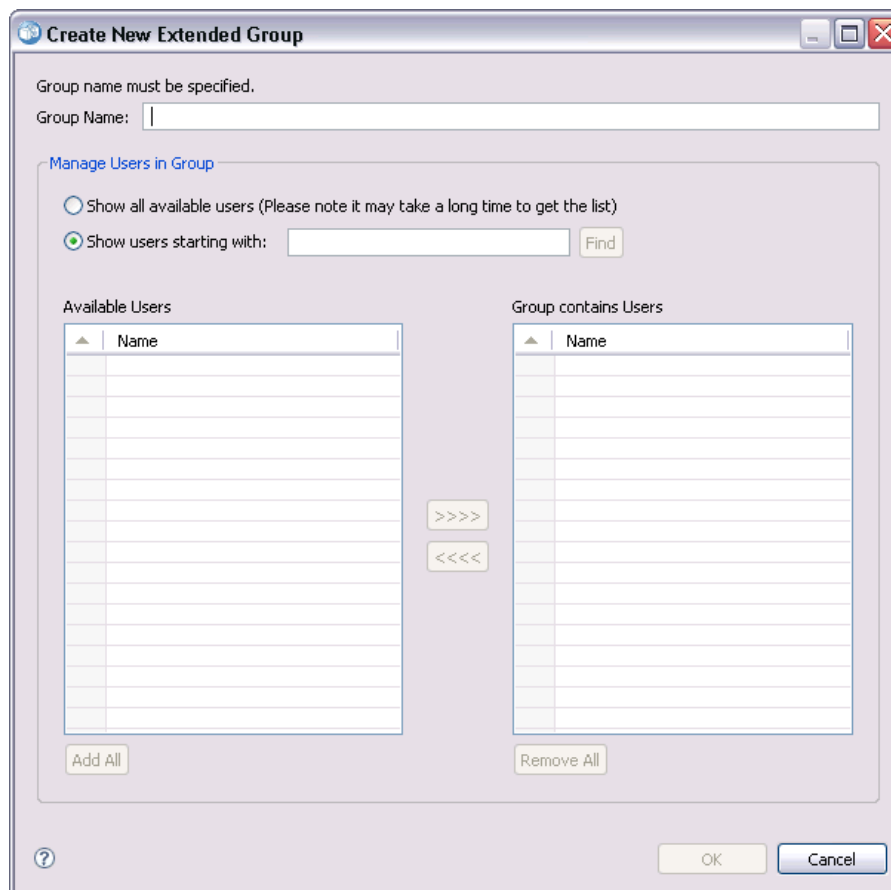 Create New Extended Group
Group name must be specified.
Group Name:
Manage Users in Group
Show all available users (Please note it may take a long time to get the list)
Show users starting with:
Find
Available Users
Group contains Users
Name
Name
>>>>
<<<<
Add All
Remove All
?
OK
Cancel